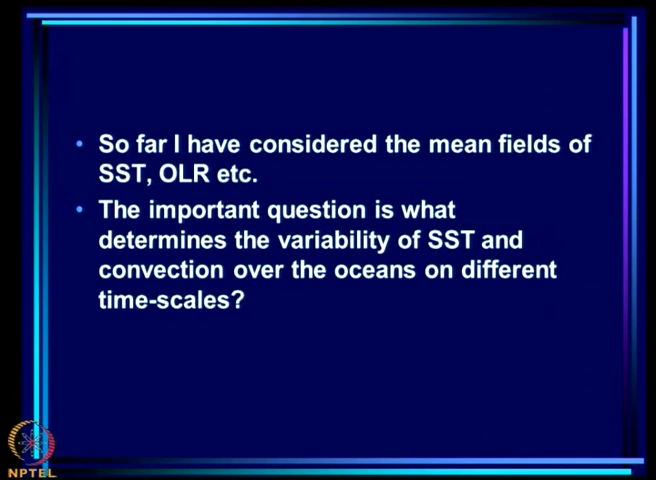 • So far I have considered the mean fields of
SST, OLR etc.
• The important question is what
determines the variability of SST and
convection over the oceans on different
time-scales?
NPTEL